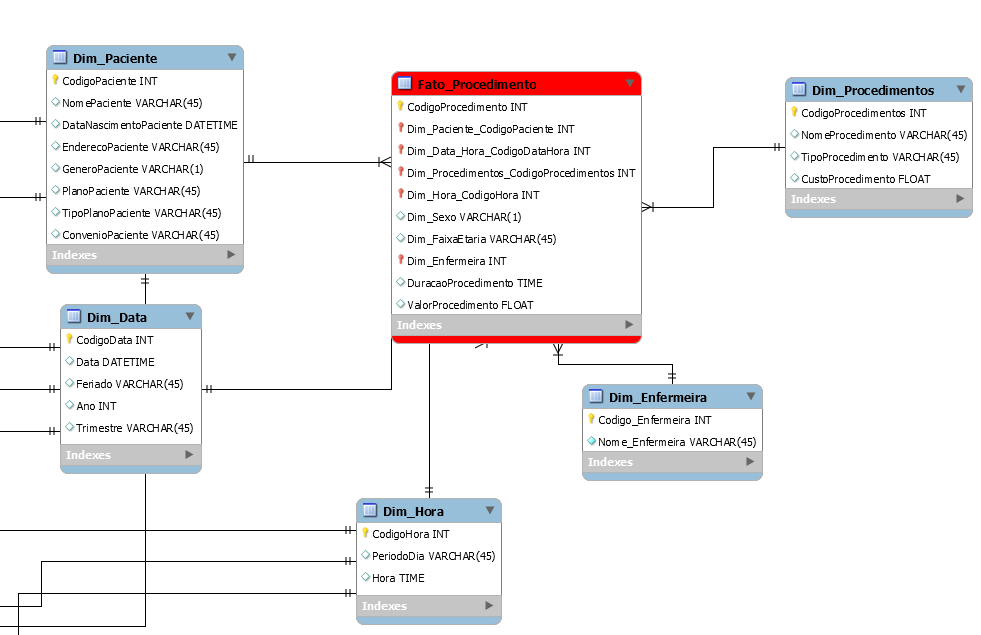 Dim_Paciente
CodigoPaciente INT
NomePaciente VARCHAR(45)
DataNascimentoPaciente DATETIME
EnderecoPaciente VARCHAR(45)
GeneroPaciente VARCHAR(1)
PlanoPaciente VARCHAR(45)
TipoPlanoPaciente VARCHAR(45)
ConvenioPaciente VARCHAR(45)
Indexes
Fato_Procedimento
CodigoProcedimento INT
Dim_Paciente_CodigoPaciente INT
Dim_Data_Hora_CodigoDataHora INT
Dim_Procedimentos_CodigoProcedimentos INT
Dim_Hora_CodigoHora INT
Dim_Sexo VARCHAR(1)
Dim_FaixaEtaria VARCHAR(45)
Dim_Enfermeira INT
DuracaoProcedimento TIME
ValorProcedimento FLOAT
Indexes
Dim_Procedimentos
CodigoProcedimentos INT
NomeProcedimento VARCHAR(45)
TipoProcedimento VARCHAR(45)
CustoProcedimento FLOAT
Indexes
Dim_Data
CodigoData INT
Data DATETIME
Feriado VARCHAR(45)
Ano INT
Trimestre VARCHAR(45)
Indexes
Dim_Enfermeira
Codigo_Enfermeira INT
Nome_Enfermeira VARCHAR(45)
Indexes
Dim_Hora
CodigoHora INT
PeriodoDia VARCHAR(45)
Hora TIME
Indexes